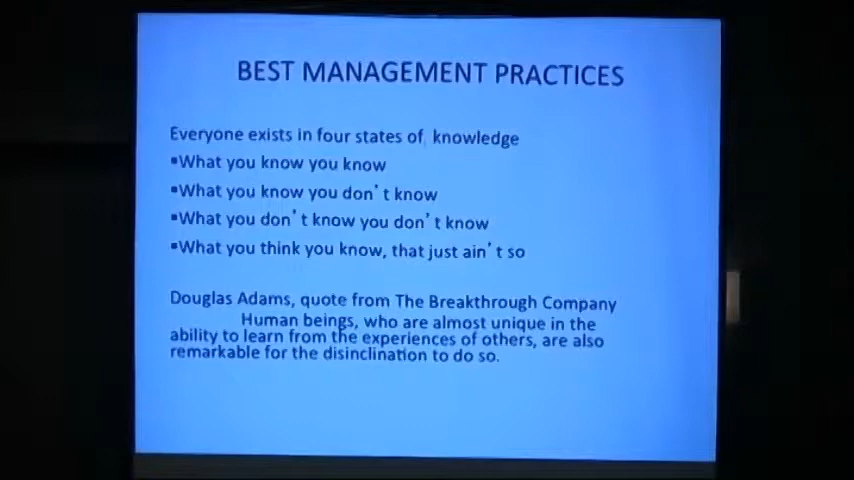 BEST MANAGEMENT PRACTICES
Everyone exists in four states of knowledge
▪What you know you know
▪What you know you don't know
▪What you don't know you don't know
▪What you think you know, that just ain't so
Douglas Adams, quote from The Breakthrough Company
Human beings, who are almost unique in the
ability to learn from the experiences of others, are also
remarkable for the disinclination to do so.